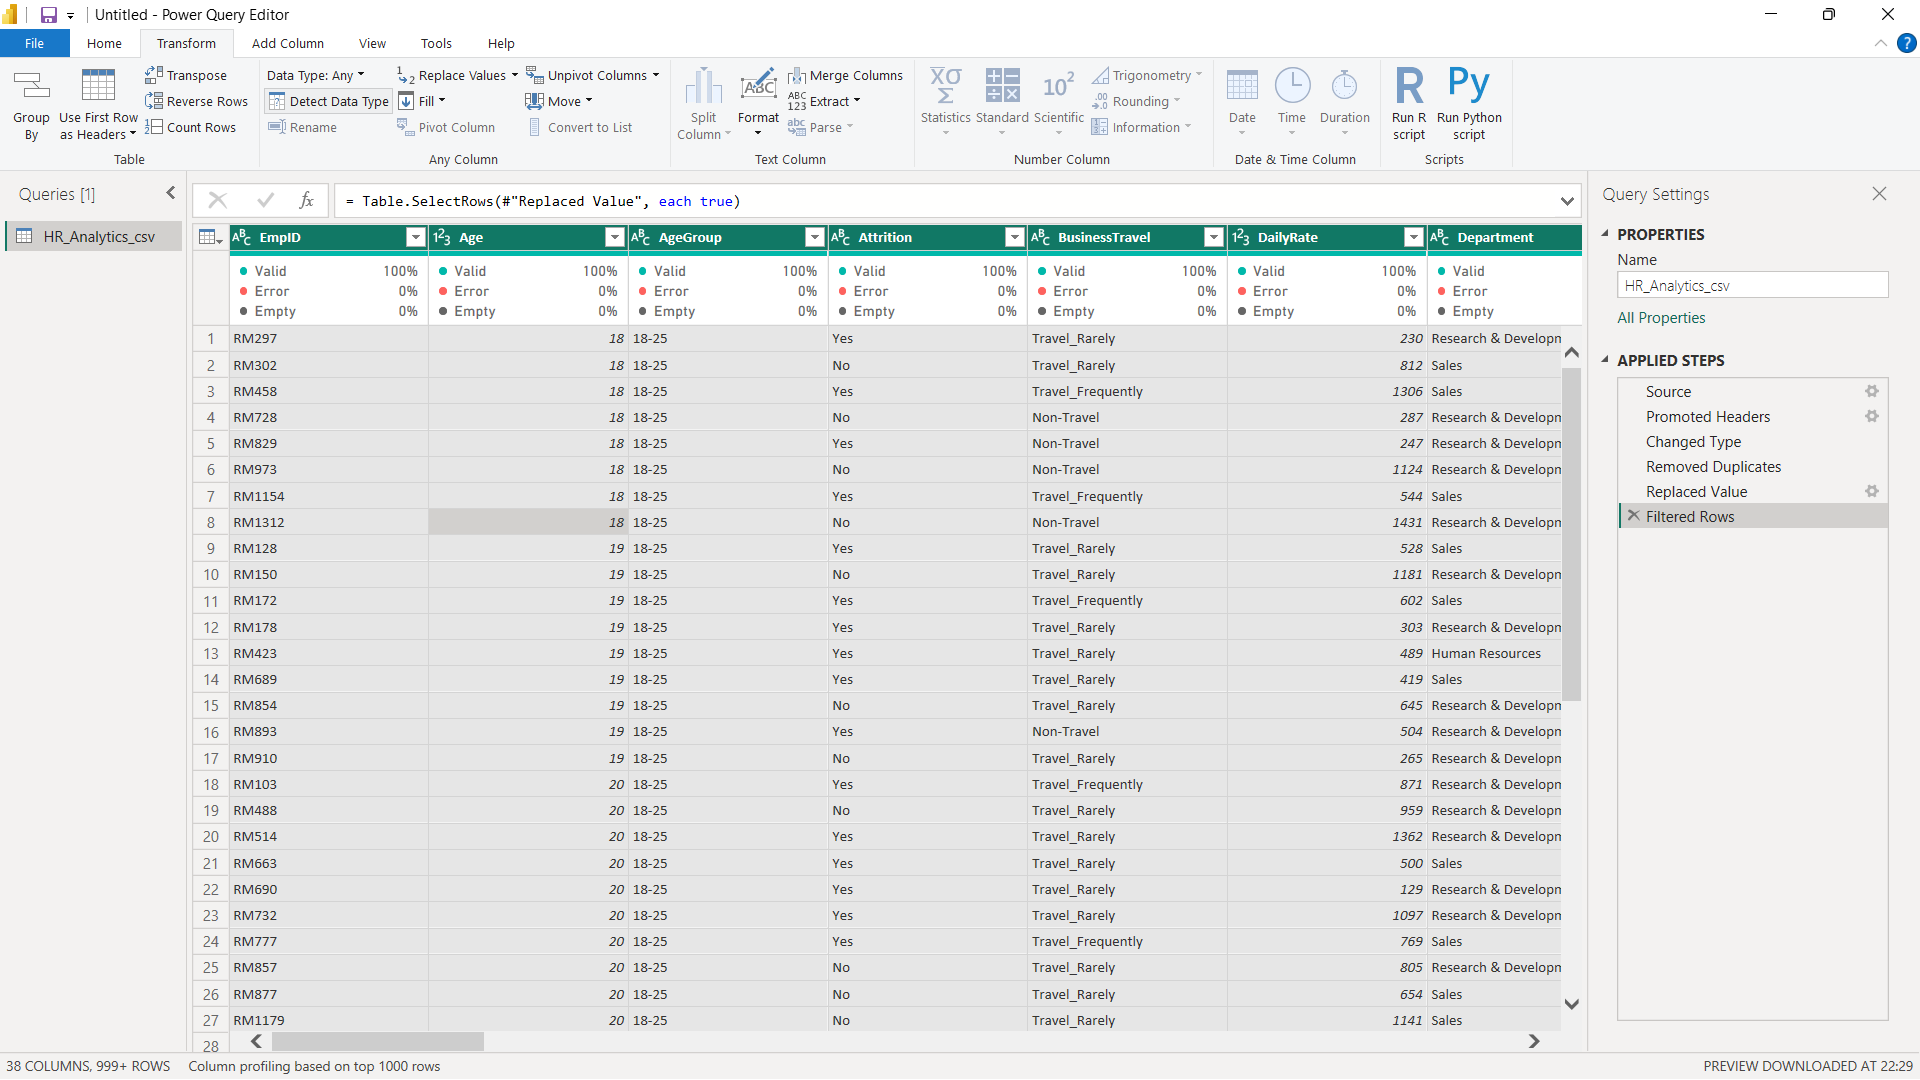 Untitled - Power Query Editor
File Home Transform Add Column View Tools Help
Group By
Use First Row as Headers
Transpose
Reverse Rows
Count Rows
Table
Data Type: Any
Detect Data Type
Rename
Replace Values
Fill
Pivot Column
Unpivot Columns
Move
Convert to List
Any Column
Split Column
Format
Merge Columns
Extract
Parse
Text Column
Statistics
Standard
Scientific
Trigonometry
Rounding
Information
Number Column
Date
Time
Duration
Date & Time Column
Run R script
Run Python script
Scripts
Queries [1]
HR_Analytics_csv
fx = Table.SelectRows(#"Replaced Value", each true)
EmpID Age AgeGroup Attrition BusinessTravel DailyRate Department
Valid 100% Valid 100% Valid 100% Valid 100% Valid 100% Valid 100% Valid
Error 0% Error 0% Error 0% Error 0% Error 0% Error 0% Error
Empty 0% Empty 0% Empty 0% Empty 0% Empty 0% Empty 0% Empty
1 RM297 18 18-25 Yes Travel_Rarely 230 Research & Developm
2 RM302 18 18-25 No Travel_Rarely 812 Sales
3 RM458 18 18-25 Yes Travel_Frequently 1306 Sales
4 RM728 18 18-25 No Non-Travel 287 Research & Developm
5 RM829 18 18-25 Yes Non-Travel 247 Research & Developm
6 RM973 18 18-25 No Non-Travel 1124 Research & Developm
7 RM1154 18 18-25 Yes Travel_Frequently 544 Sales
8 RM1312 18 18-25 No Non-Travel 1431 Research & Developm
9 RM128 19 18-25 Yes Travel_Rarely 528 Sales
10 RM150 19 18-25 No Travel_Rarely 1181 Research & Developm
11 RM172 19 18-25 Yes Travel_Frequently 602 Sales
12 RM178 19 18-25 Yes Travel_Rarely 303 Research & Developm
13 RM423 19 18-25 Yes Travel_Rarely 489 Human Resources
14 RM689 19 18-25 Yes Travel_Rarely 419 Sales
15 RM854 19 18-25 No Travel_Rarely 645 Research & Developm
16 RM893 19 18-25 Yes Non-Travel 504 Research & Developm
17 RM910 19 18-25 No Travel_Rarely 265 Research & Developm
18 RM103 20 18-25 Yes Travel_Frequently 871 Research & Developm
19 RM488 20 18-25 No Travel_Rarely 959 Research & Developm
20 RM514 20 18-25 Yes Travel_Rarely 1362 Research & Developm
21 RM663 20 18-25 Yes Travel_Rarely 500 Sales
22 RM690 20 18-25 Yes Travel_Rarely 129 Research & Developm
23 RM732 20 18-25 Yes Travel_Rarely 1097 Research & Developm
24 RM777 20 18-25 Yes Travel_Frequently 769 Sales
25 RM857 20 18-25 No Travel_Rarely 805 Research & Developm
26 RM877 20 18-25 No Travel_Rarely 654 Sales
27 RM1179 20 18-25 No Travel_Rarely 1141 Sales
28
Query Settings
PROPERTIES
Name
HR_Analytics_csv
All Properties
APPLIED STEPS
Source
Promoted Headers
Changed Type
Removed Duplicates
Replaced Value
Filtered Rows
38 COLUMNS, 999+ ROWS Column profiling based on top 1000 rows PREVIEW DOWNLOADED AT 22:29